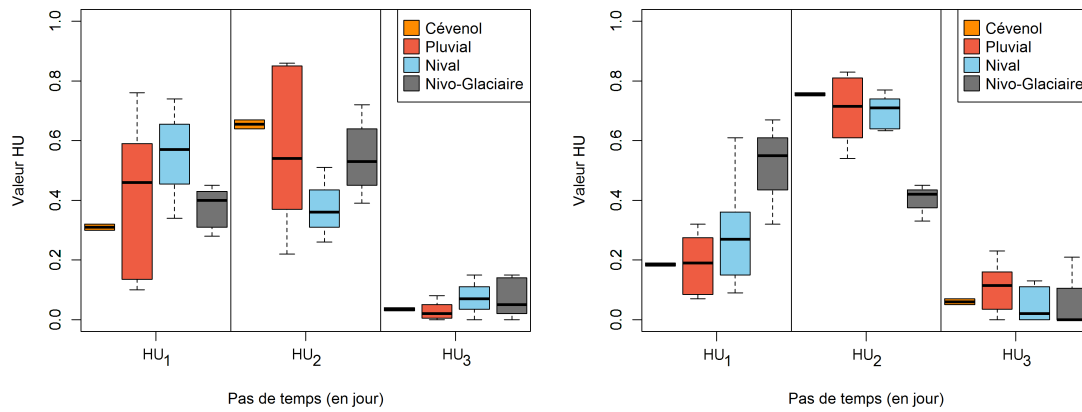 Valeur HU
1.0
0.8
0.6
0.4
0.2
0.0
Cévenol
Pluvial
Nival
Nivo-Glaciaire
HU1
HU2
HU3
Pas de temps (en jour)
Valeur HU
1.0
0.8
0.6
0.4
0.2
0.0
Cévenol
Pluvial
Nival
Nivo-Glaciaire
HU1
HU2
HU3
Pas de temps (en jour)